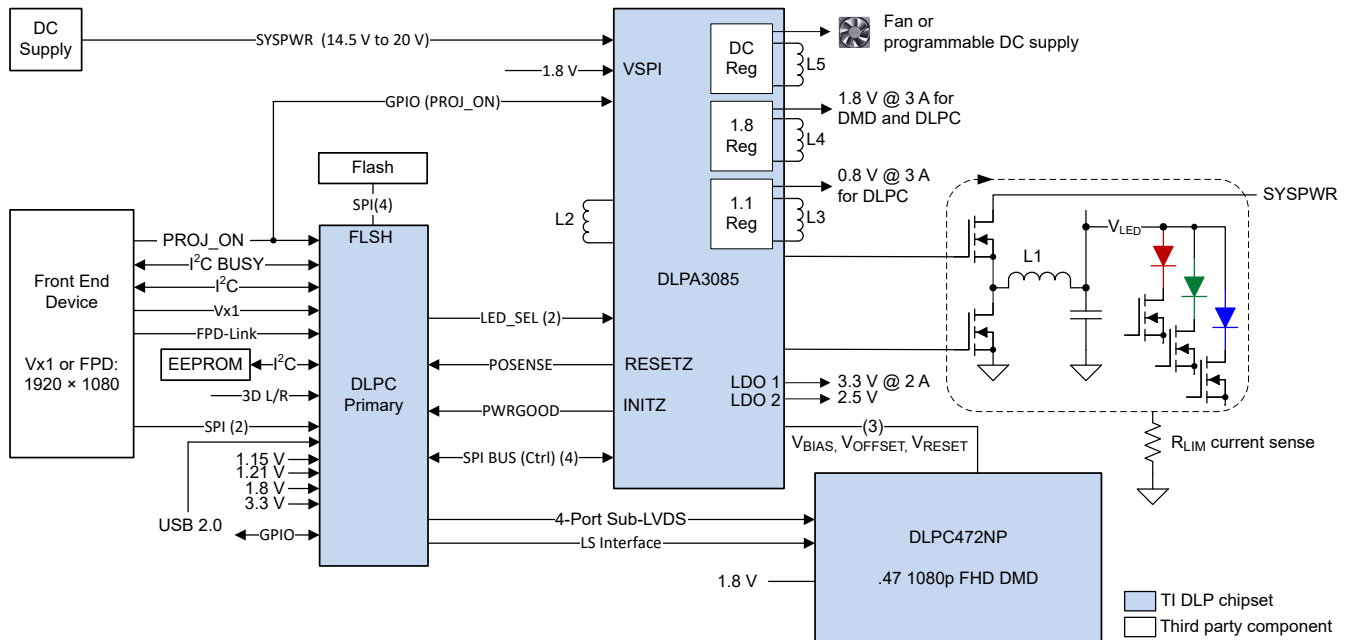 DC
Supply
SYSPWR (14.5 V to 20 V)
1.8 V
VSPI
GPIO (PROJ_ON)
DC
Reg
L5
Fan or
programmable DC supply
1.8
Reg
L4
1.8 V @ 3 A for
DMD and DLPC
1.1
Reg
L3
0.8 V @ 3 A
for DLPC
L2
DLPA3085
Flash
SPI(4)
FLSH
Front End
Device
Vx1 or FPD:
1920 × 1080
PROJ_ON
I²C BUSY
I²C
Vx1
FPD-Link
EEPROM
I²C
3D L/R
SPI (2)
1.15 V
1.21 V
1.8 V
3.3 V
USB 2.0
GPIO
DLPC
Primary
LED_SEL (2)
POSENSE
RESETZ
PWRGOOD
INITZ
SPI BUS (Ctrl) (4)
LDO 1
3.3 V @ 2 A
LDO 2
2.5 V
(3)
VBIAS, VOFFSET, VRESET
SYSPWR
L1
VLED
RLIM current sense
4-Port Sub-LVDS
LS Interface
1.8 V
DLPC472NP
.47 1080p FHD DMD
TI DLP chipset
Third party component